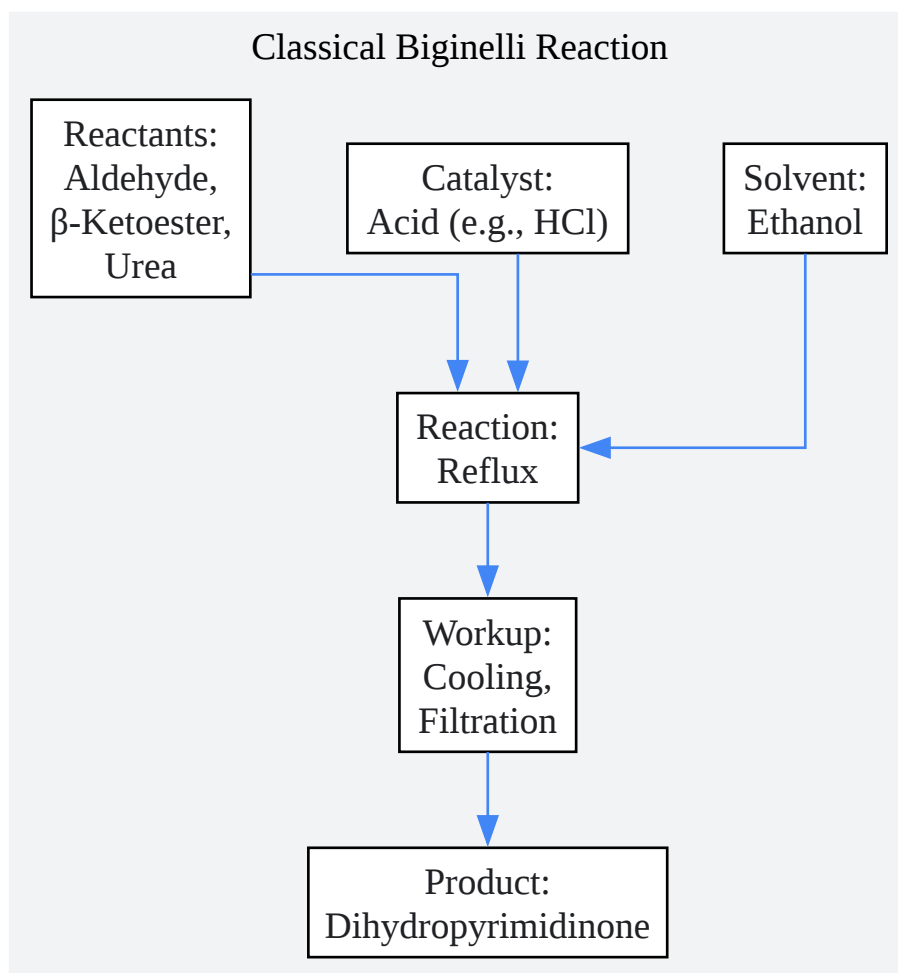 Classical Biginelli Reaction
Reactants:
Aldehyde,
β-Ketoester,
Urea
Catalyst:
Acid (e.g., HCl)
Solvent:
Ethanol
Reaction:
Reflux
Workup:
Cooling,
Filtration
Product:
Dihydropyrimidinone